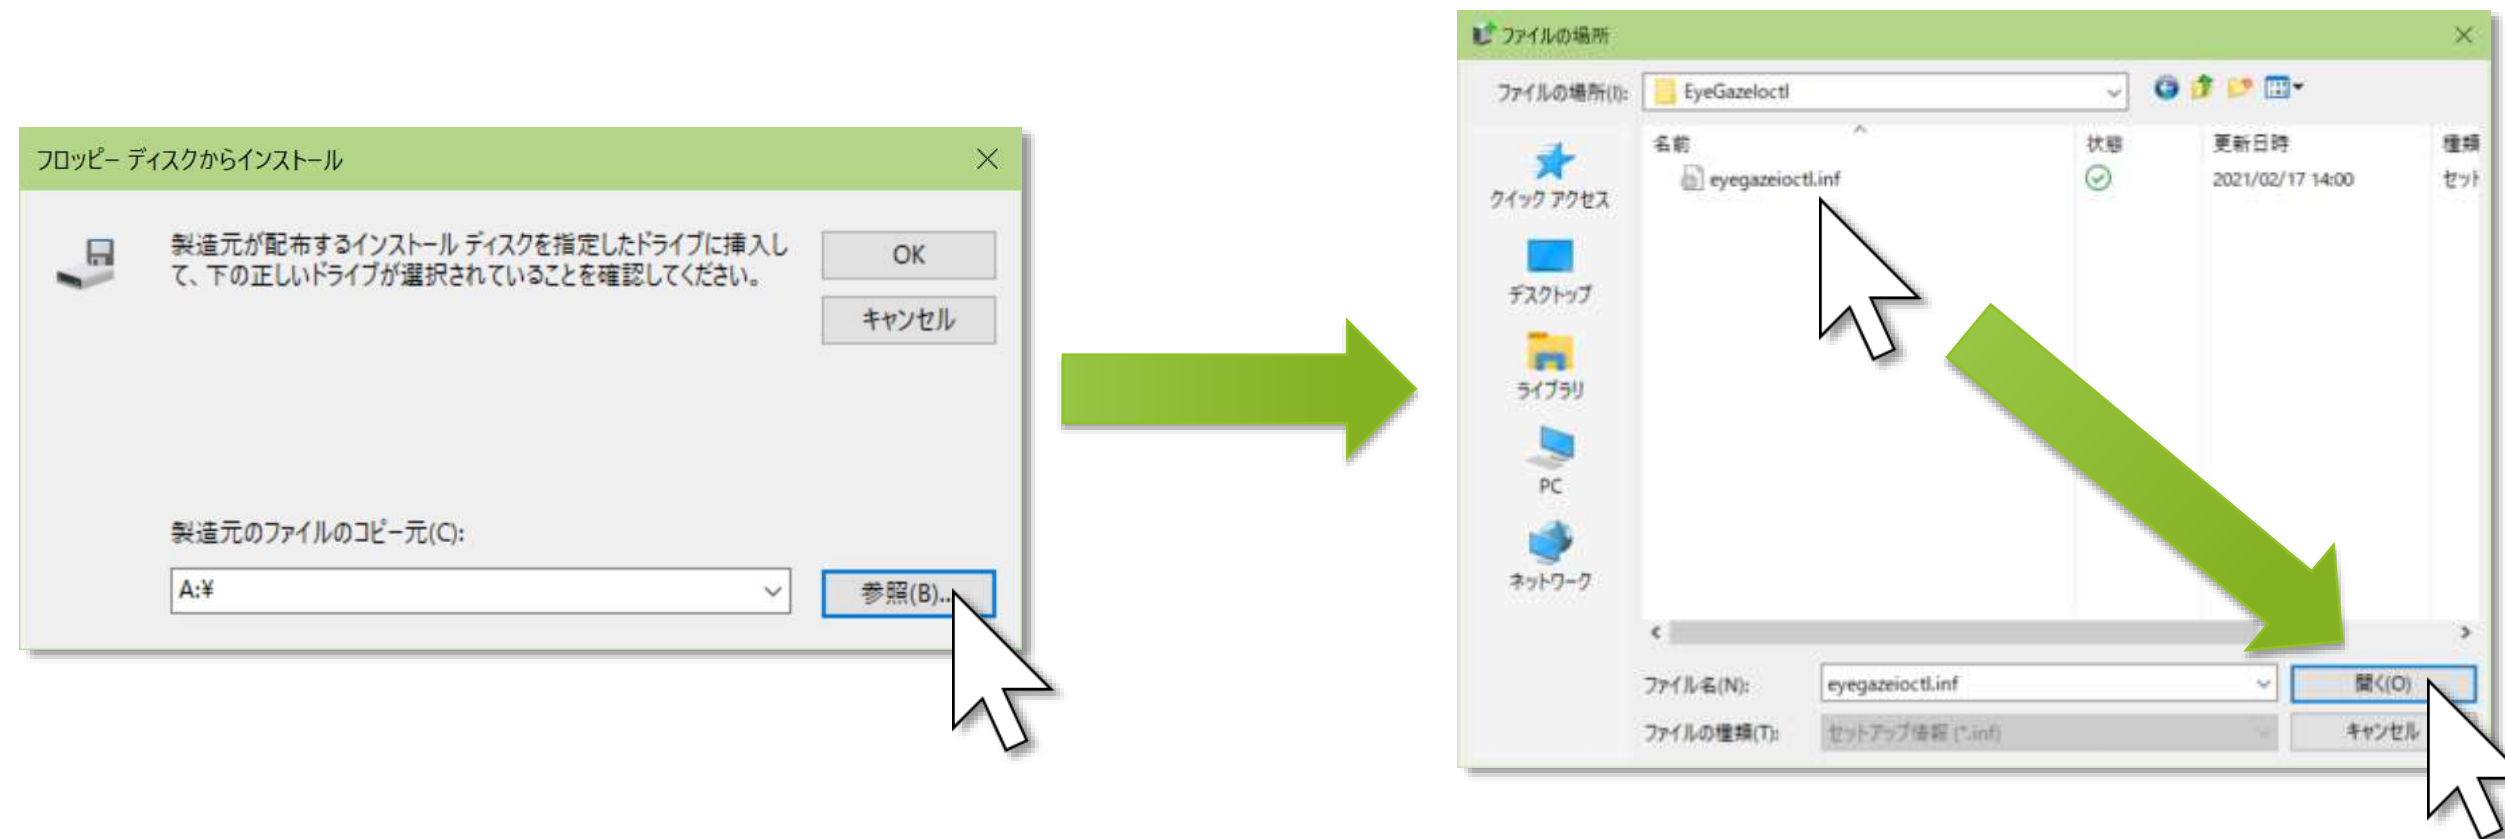 フロッピー ディスクからインストール
製造元が配布するインストール ディスクを指定したドライブに挿入し
て、下の正しいドライブが選択されていることを確認してください。
OK
キャンセル
製造元のファイルのコピー元(C):
A:¥
参照(B)...
ファイルの場所
ファイルの場所(I):
EyeGazeIoctl
名前
状態
更新日時
種類
eyegazeioctl.inf
2021/02/17 14:00
セット
クイック アクセス
デスクトップ
ライブラリ
PC
ネットワーク
ファイル名(N):
eyegazeioctl.inf
開く(O)
ファイルの種類(T):
セットアップ情報 (*.inf)
キャンセル